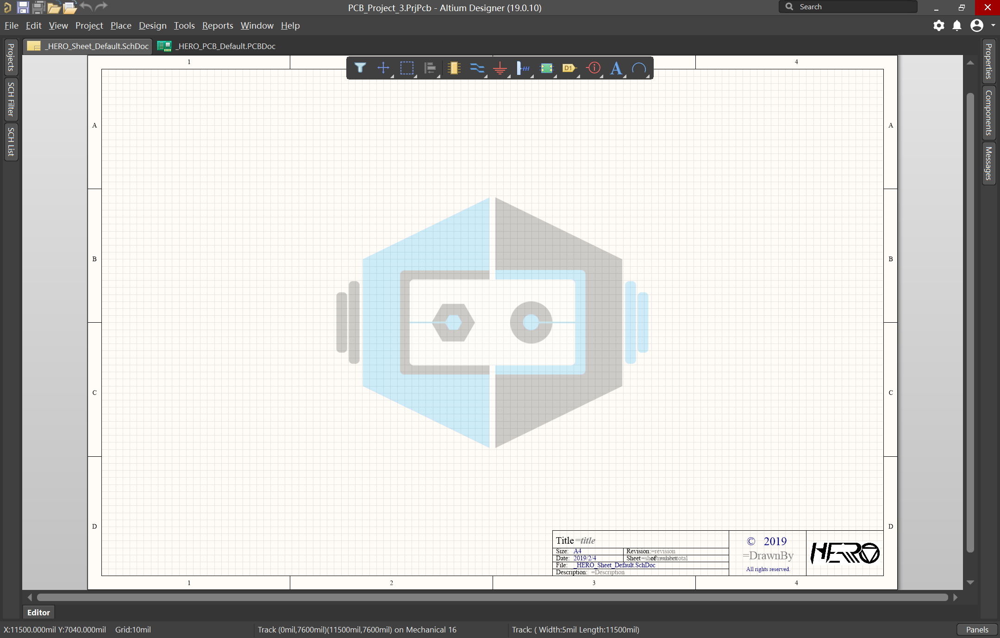 PCB_Project_3.PrjPcb - Altium Designer (19.0.10)
Search
File Edit View Project Place Design Tools Reports Window Help
_HERO_Sheet_Default.SchDoc
_HERO_PCB_Default.PCBDoc
Projects
SCH Filter
SCH List
Properties
Components
Messages
1
4
D1
A
A
A
B
B
C
C
D
D
Title =title
Size: A4
Revision: =revision
Date: 2019/2/4
Sheet of
File: _HERO_Sheet_Default.SchDoc
Description: =Description
© 2019
=DrawnBy
All rights reserved.
HERO
1
2
3
4
Editor
X:11500.000mil Y:7040.000mil Grid:10mil
Track (0mil,7600mil)(11500mil,7600mil) on Mechanical 16
Track: ( Width:5mil Length:11500mil)
Panels